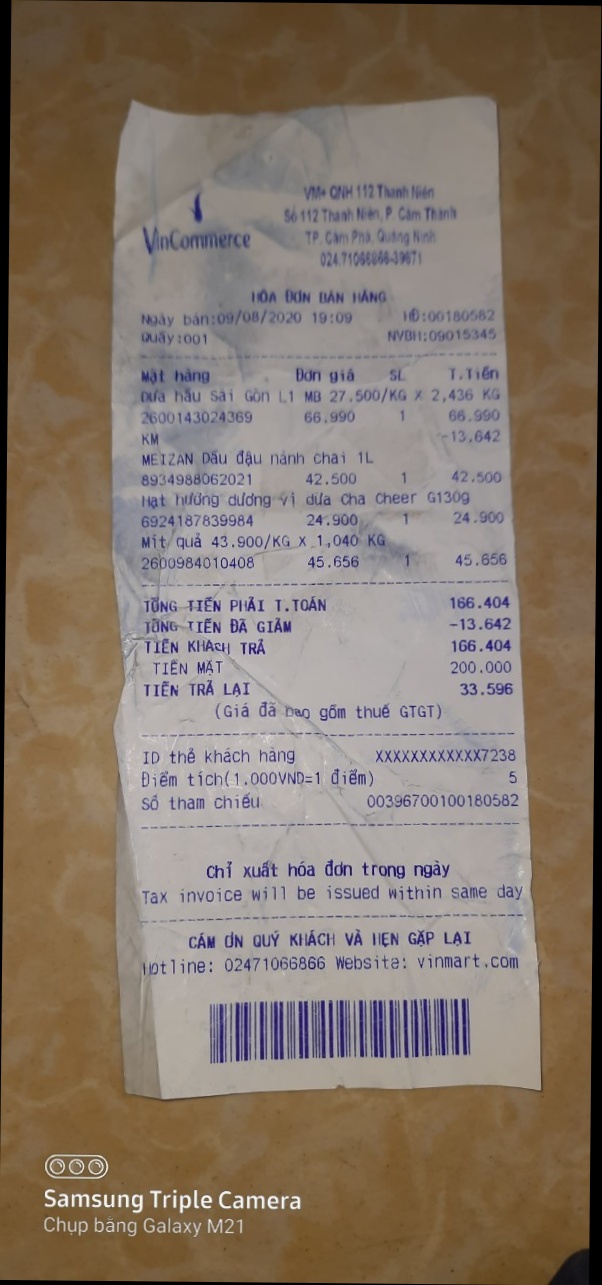 VinCommerce
VM+ QNH 112 Thanh Niên
Số 112 Thanh Niên, P. Cẩm Thành
TP. Cẩm Phả, Quảng Ninh
024.71066866-39671
HÓA ĐƠN BÁN HÀNG
Ngày bán:09/08/2020 19:09 HĐ:00180582
Quầy:001 NVBH:09015345
Mặt hàng Đơn giá SL T.Tiền
Dưa hấu Sài Gòn L1 MB 27.500/KG X 2,436 KG
2600143024369 66.990 1 66.990
KM -13.642
MEIZAN Dầu đậu nành chai 1L
8934988062021 42.500 1 42.500
Hạt hướng dương vị dừa Cha Cheer G130g
6924187839984 24.900 1 24.900
Mít quả 43.900/KG X 1,040 KG
2600984010408 45.656 1 45.656
TỔNG TIỀN PHẢI T.TOÁN 166.404
TỔNG TIỀN ĐÃ GIẢM -13.642
TIỀN KHÁCH TRẢ 166.404
TIỀN MẶT 200.000
TIỀN TRẢ LẠI 33.596
(Giá đã bao gồm thuế GTGT)
ID thẻ khách hàng XXXXXXXXXXXX7238
Điểm tích(1.000VND=1 điểm) 5
Số tham chiếu 00396700100180582
Chỉ xuất hóa đơn trong ngày
Tax invoice will be issued within same day
CẢM ƠN QUÝ KHÁCH VÀ HẸN GẶP LẠI
Hotline: 02471066866 Website: vinmart.com
Samsung Triple Camera
Chụp bằng Galaxy M21